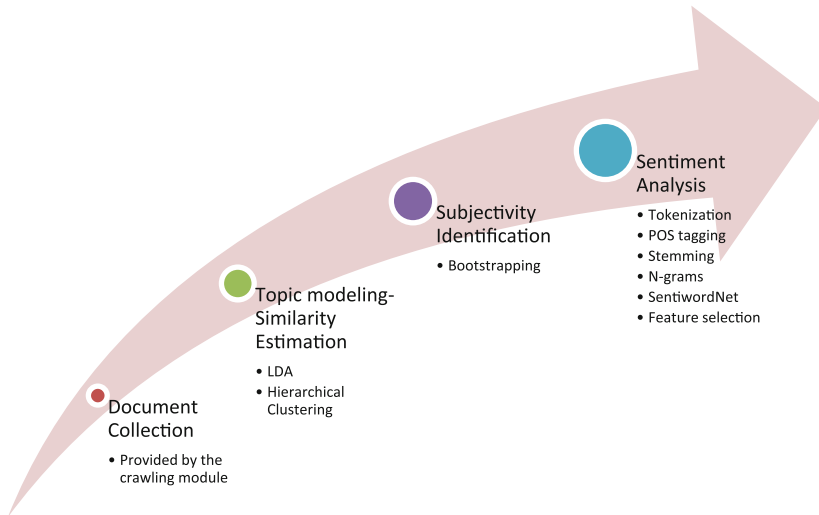 Document
Collection
• Provided by the
crawling module
Topic modeling-
Similarity
Estimation
• LDA
• Hierarchical
Clustering
Subjectivity
Identification
• Bootstrapping
Sentiment
Analysis
• Tokenization
• POS tagging
• Stemming
• N-grams
• SentiwordNet
• Feature selection